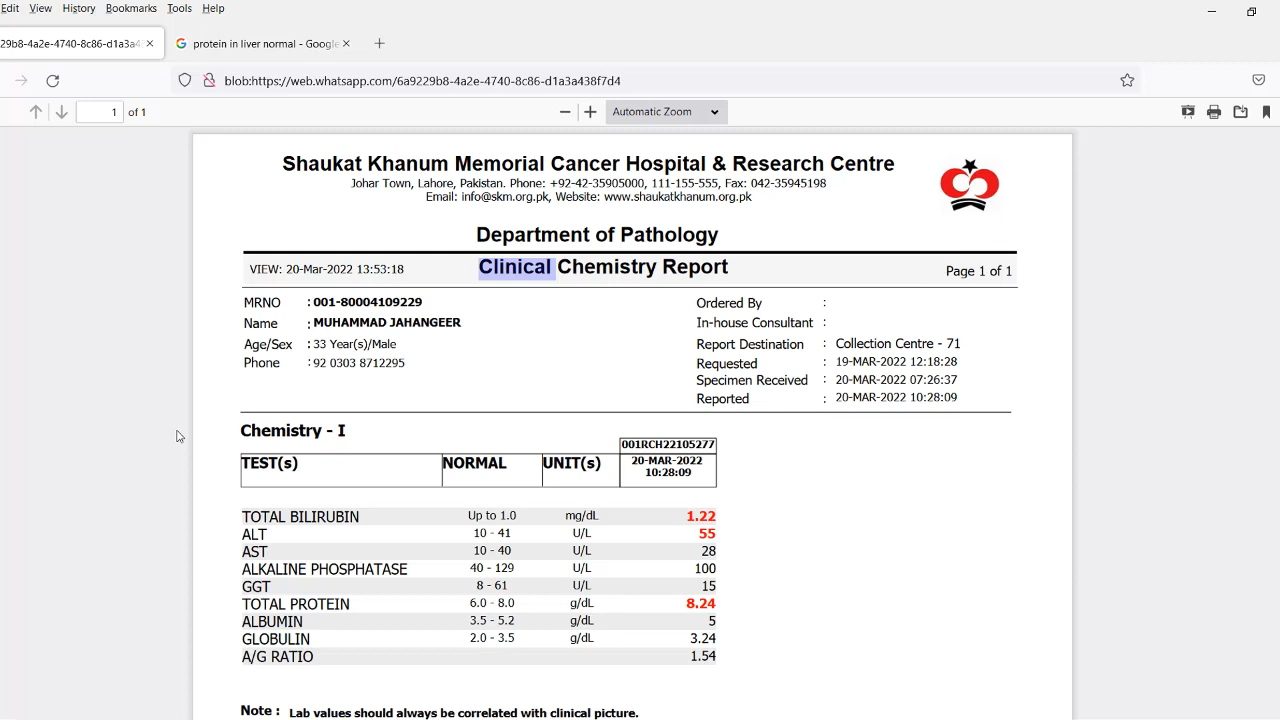 Edit View History Bookmarks Tools Help
29b8-4a2e-4740-8c86-d1a3a4 protein in liver normal - Google
blob:https://web.whatsapp.com/6a9229b8-4a2e-4740-8c86-d1a3a438f7d4
1 of 1 Automatic Zoom
Shaukat Khanum Memorial Cancer Hospital & Research Centre
Johar Town, Lahore, Pakistan. Phone: +92-42-35905000, 111-155-555, Fax: 042-35945198
Email: info@skm.org.pk, Website: www.shaukatkhanum.org.pk
Department of Pathology
VIEW: 20-Mar-2022 13:53:18 Clinical Chemistry Report Page 1 of 1
MRNO : 001-80004109229 Ordered By :
Name : MUHAMMAD JAHANGEER In-house Consultant :
Age/Sex : 33 Year(s)/Male Report Destination : Collection Centre - 71
Phone : 92 0303 8712295 Requested : 19-MAR-2022 12:18:28
Specimen Received : 20-MAR-2022 07:26:37
Reported : 20-MAR-2022 10:28:09
Chemistry - I
001RCH22105277
TEST(s) NORMAL UNIT(s) 20-MAR-2022
10:28:09
TOTAL BILIRUBIN Up to 1.0 mg/dL 1.22
ALT 10 - 41 U/L 55
AST 10 - 40 U/L 28
ALKALINE PHOSPHATASE 40 - 129 U/L 100
GGT 8 - 61 U/L 15
TOTAL PROTEIN 6.0 - 8.0 g/dL 8.24
ALBUMIN 3.5 - 5.2 g/dL 5
GLOBULIN 2.0 - 3.5 g/dL 3.24
A/G RATIO 1.54
Note : Lab values should always be correlated with clinical picture.